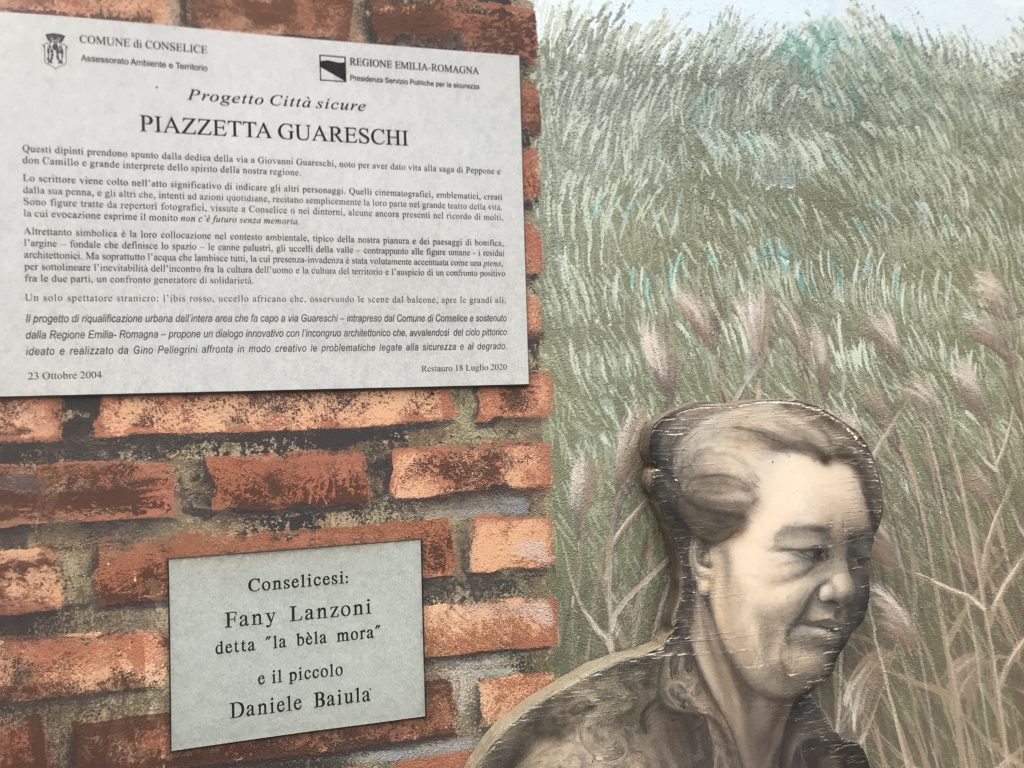 COMUNE di CONSELICE
Assessorato Ambiente e Territorio
REGIONE EMILIA-ROMAGNA
Presidenza Servizio Politiche per la sicurezza
Progetto Città sicure
PIAZZETTA GUARESCHI
Questi dipinti prendono spunto dalla dedica della via a Giovanni Guareschi, noto per aver dato vita alla saga di Peppone e
don Camillo e grande interprete dello spirito della nostra regione.
Lo scrittore viene colto nell'atto significativo di indicare gli altri personaggi. Quelli cinematografici, emblematici, creati
dalla sua penna, e gli altri che, intenti ad azioni quotidiane, recitano semplicemente la loro parte nel grande teatro della vita.
Sono figure tratte da repertori fotografici, vissute a Conselice o nei dintorni, alcune ancora presenti nel ricordo di molti,
la cui evocazione esprime il monito non c'è futuro senza memoria.
Altrettanto simbolica è la loro collocazione nel contesto ambientale, tipico della nostra pianura e dei paesaggi di bonifica,
l'argine – fondale che definisce lo spazio – le canne palustri, gli uccelli della valle – contrappunto alle figure umane - i residui
architettonici. Ma soprattutto l'acqua che lambisce tutti, la cui presenza-invadenza è stata volutamente accentuata come una piena,
per sottolineare l'inevitabilità dell'incontro fra la cultura dell'uomo e la cultura del territorio e l'auspicio di un confronto positivo
fra le due parti, un confronto generatore di solidarietà.
Un solo spettatore straniero: l'ibis rosso, uccello africano che, osservando le scene dal balcone, apre le grandi ali.
Il progetto di riqualificazione urbana dell'intera area che fa capo a via Guareschi – intrapreso dal Comune di Conselice e sostenuto
dalla Regione Emilia- Romagna – propone un dialogo innovativo con l'incongruo architettonico che, avvalendosi del ciclo pittorico
ideato e realizzato da Gino Pellegrini affronta in modo creativo le problematiche legate alla sicurezza e al degrado.
23 Ottobre 2004
Restauro 18 Luglio 2020
Conselicesi:
Fany Lanzoni
detta "la bèla mora"
e il piccolo
Daniele Baiula